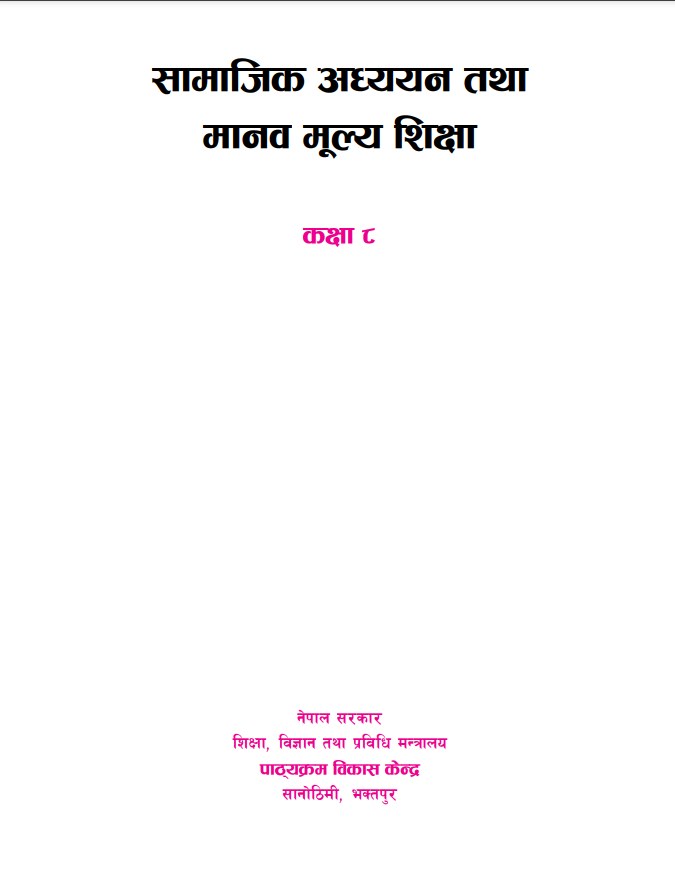 सामाजिक अध्ययन तथा
मानव मूल्य शिक्षा
कक्षा ८
नेपाल सरकार
शिक्षा, विज्ञान तथा प्रविधि मन्त्रालय
पाठ्यक्रम विकास केन्द्र
सानोठिमी, भक्तपुर